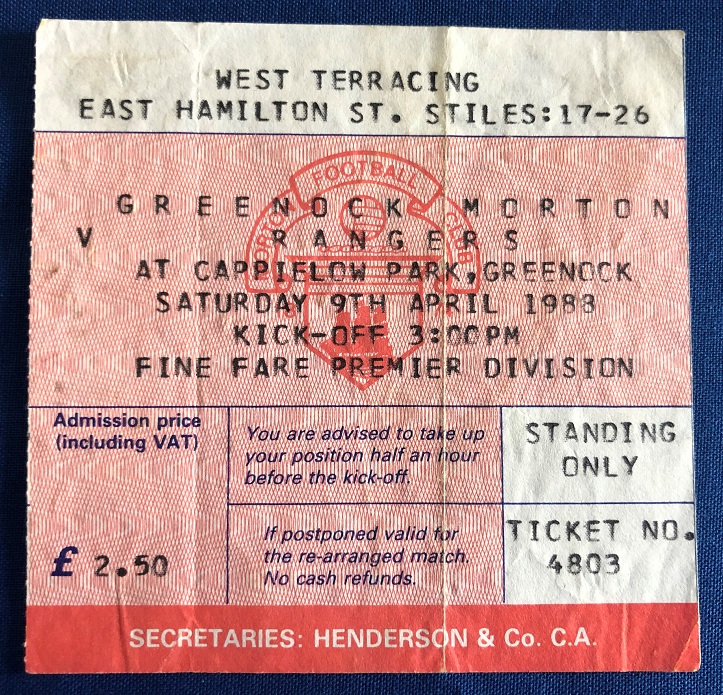 WEST TERRACING
EAST HAMILTON ST. STILES:17-26
GREENOCK MORTON
V RANGERS
AT CAPPIELOW PARK,GREENOCK
SATURDAY 9TH APRIL 1988
KICK-OFF 3:00PM
FINE FARE PREMIER DIVISION
FOOTBALL
MORTON
CLUB
Admission price
(including VAT)
£ 2.50
You are advised to take up
your position half an hour
before the kick-off.
If postponed valid for
the re-arranged match.
No cash refunds.
STANDING
ONLY
TICKET NO.
4803
SECRETARIES: HENDERSON & Co. C.A.